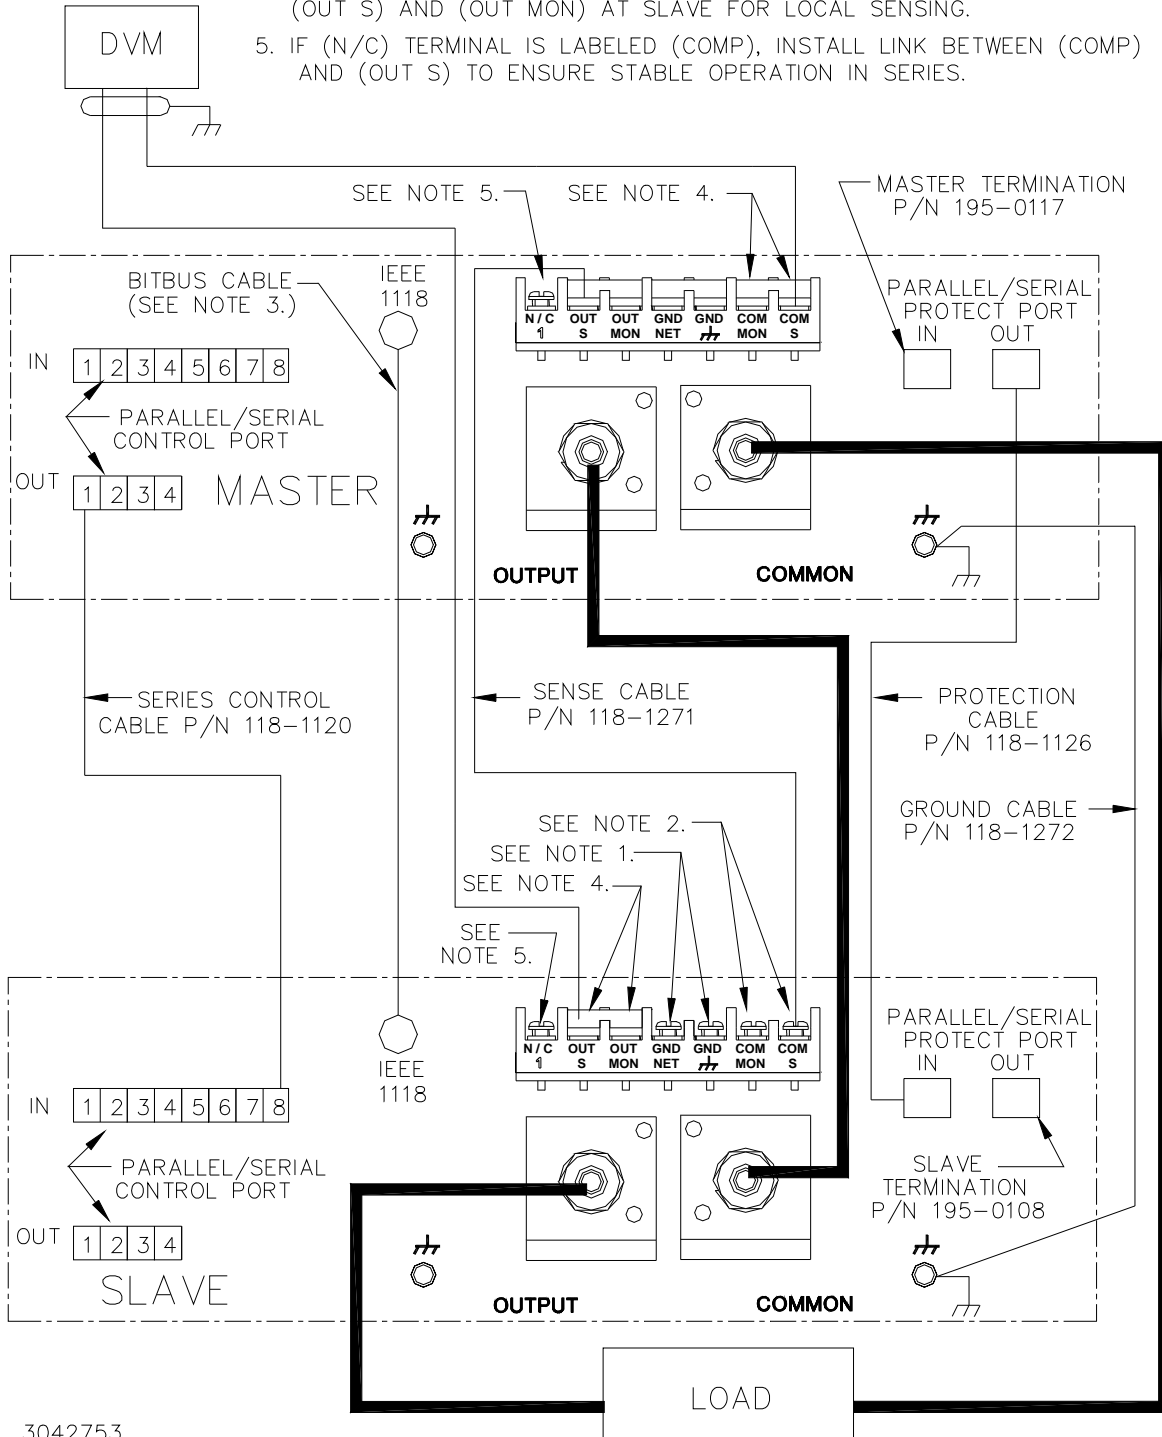 (OUT S) AND (OUT MON) AT SLAVE FOR LOCAL SENSING.
5. IF (N/C) TERMINAL IS LABELED (COMP), INSTALL LINK BETWEEN (COMP)
AND (OUT S) TO ENSURE STABLE OPERATION IN SERIES.
DVM
SEE NOTE 5.
SEE NOTE 4.
MASTER TERMINATION
P/N 195-0117
BITBUS CABLE
(SEE NOTE 3.)
IEEE
1118
N / C
1
OUT
S
OUT
MON
GND
NET
GND
COM
MON
COM
S
PARALLEL/SERIAL
PROTECT PORT
IN
OUT
IN
1 2 3 4 5 6 7 8
PARALLEL/SERIAL
CONTROL PORT
OUT
1 2 3 4
MASTER
OUTPUT
COMMON
SERIES CONTROL
CABLE P/N 118-1120
SENSE CABLE
P/N 118-1271
PROTECTION
CABLE
P/N 118-1126
GROUND CABLE
P/N 118-1272
SEE NOTE 2.
SEE NOTE 1.
SEE NOTE 4.
SEE
NOTE 5.
IEEE
1118
N / C
1
OUT
S
OUT
MON
GND
NET
GND
COM
MON
COM
S
PARALLEL/SERIAL
PROTECT PORT
IN
OUT
IN
1 2 3 4 5 6 7 8
PARALLEL/SERIAL
CONTROL PORT
OUT
1 2 3 4
SLAVE
SLAVE
TERMINATION
P/N 195-0108
OUTPUT
COMMON
LOAD
3042753